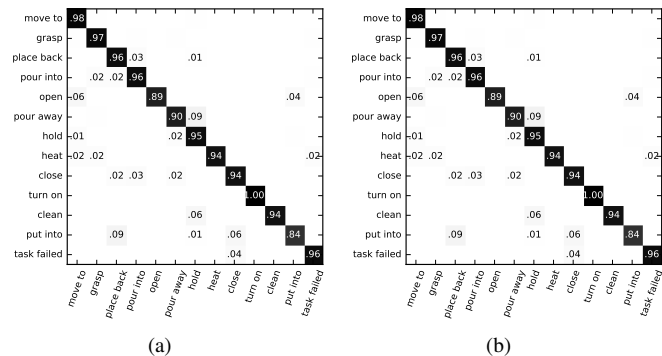 move to .98
grasp .97
place back .96 .03 .01
pour into .02 .02 .96
open .06 .89 .04
pour away .90 .09
hold .01 .02 .95
heat .02 .02 .94 .02
close .02 .03 .02 .94
turn on 1.00
clean .06 .94
put into .09 .01 .06 .84
task failed .04 .96
move to grasp place back pour into open pour away hold heat close turn on clean put into task failed
(a)
move to .98
grasp .97
place back .96 .03 .01
pour into .02 .02 .96
open .06 .89 .04
pour away .90 .09
hold .01 .02 .95
heat .02 .02 .94 .02
close .02 .03 .02 .94
turn on 1.00
clean .06 .94
put into .09 .01 .06 .84
task failed .04 .96
move to grasp place back pour into open pour away hold heat close turn on clean put into task failed
(b)